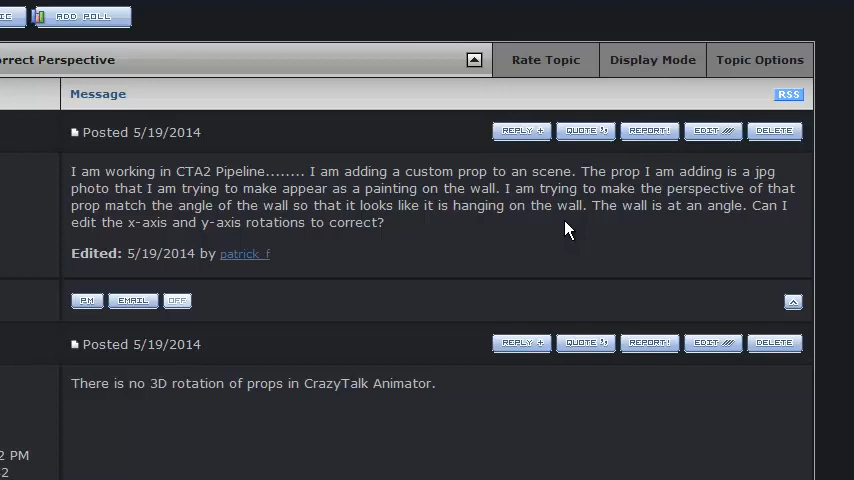 IC ADD POLL
orrect Perspective Rate Topic Display Mode Topic Options
Message RSS
Posted 5/19/2014 REPLY + QUOTE REPORT! EDIT DELETE
I am working in CTA2 Pipeline........ I am adding a custom prop to an scene. The prop I am adding is a jpg
photo that I am trying to make appear as a painting on the wall. I am trying to make the perspective of that
prop match the angle of the wall so that it looks like it is hanging on the wall. The wall is at an angle. Can I
edit the x-axis and y-axis rotations to correct?
Edited: 5/19/2014 by patrick_f
PM EMAIL OFF
Posted 5/19/2014 REPLY + QUOTE REPORT! EDIT DELETE
There is no 3D rotation of props in CrazyTalk Animator.
2 PM
2